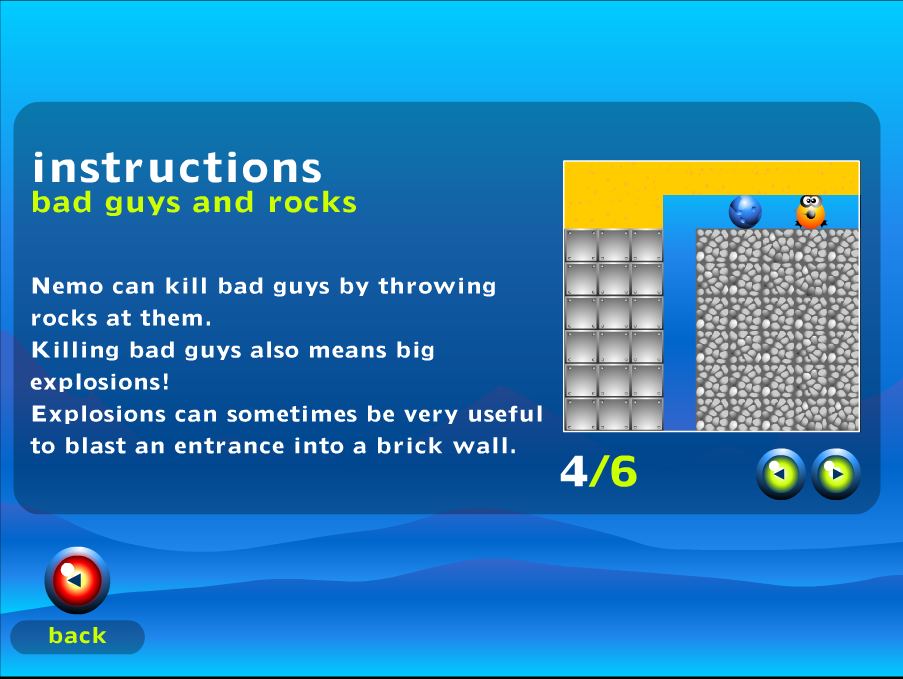 instructions
bad guys and rocks
Nemo can kill bad guys by throwing
rocks at them.
Killing bad guys also means big
explosions!
Explosions can sometimes be very useful
to blast an entrance into a brick wall.
4/6
back